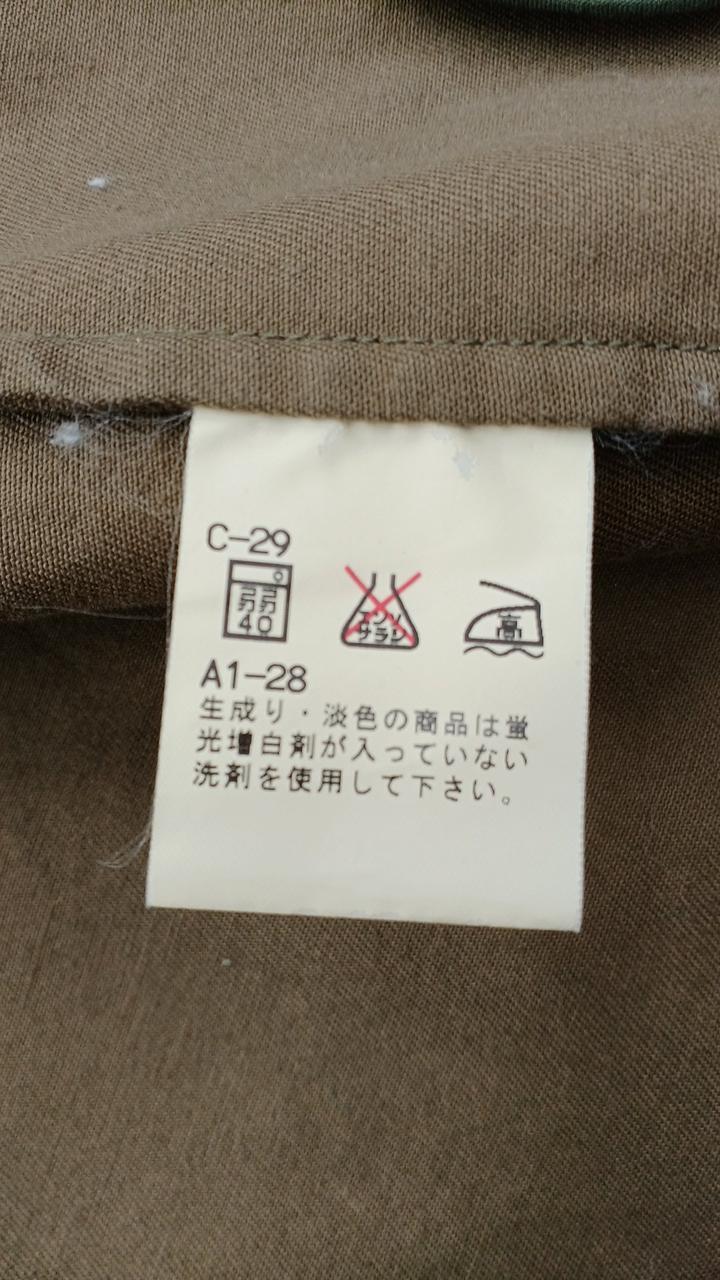 C-29
弱 弱
40
エンソ
サラシ
高
A1-28
生成り・淡色の商品は蛍
光増白剤が入っていない
洗剤を使用して下さい。